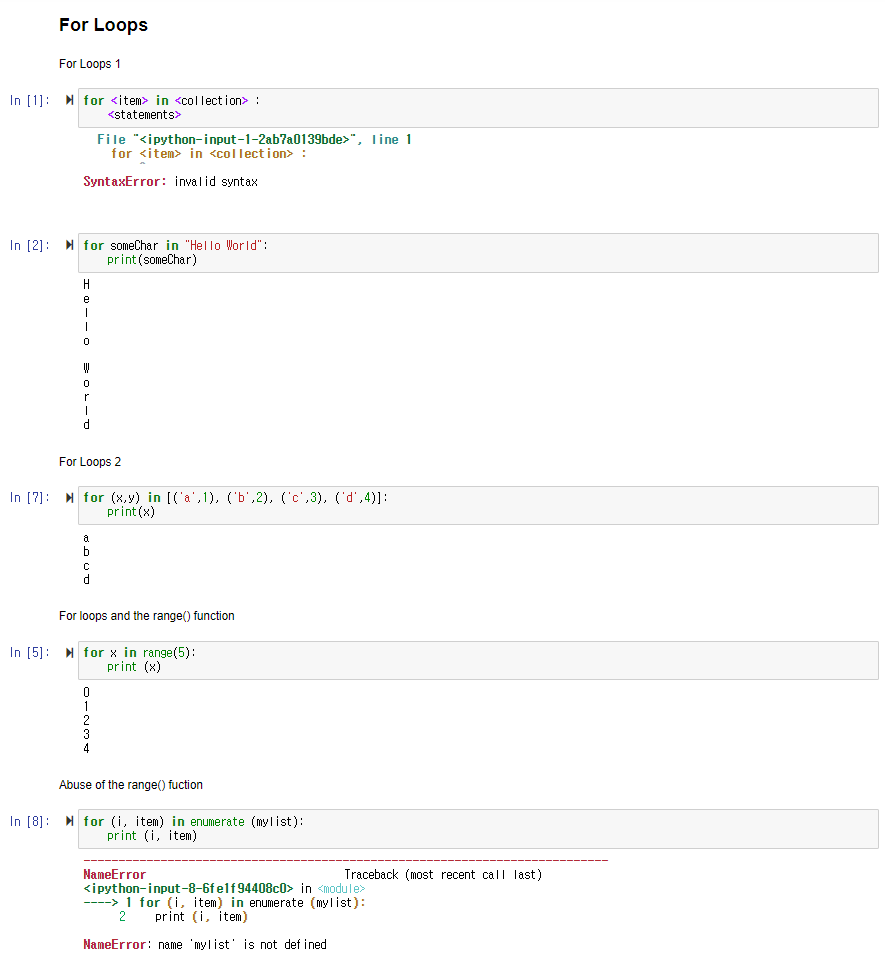 For Loops
For Loops 1
In [1]: for <item> in <collection> :
<statements>
File "<ipython-input-1-2ab7a0139bde>", line 1
for <item> in <collection> :
^
SyntaxError: invalid syntax
In [2]: for someChar in "Hello World":
print(someChar)
H
e
l
l
o
W
o
r
l
d
For Loops 2
In [7]: for (x,y) in [('a',1), ('b',2), ('c',3), ('d',4)]:
print(x)
a
b
c
d
For loops and the range() function
In [5]: for x in range(5):
print (x)
0
1
2
3
4
Abuse of the range() fuction
In [8]: for (i, item) in enumerate (mylist):
print (i, item)
---------------------------------------------------------------------------
NameError Traceback (most recent call last)
<ipython-input-8-6fe1f94408c0> in <module>
----> 1 for (i, item) in enumerate (mylist):
2 print (i, item)
NameError: name 'mylist' is not defined